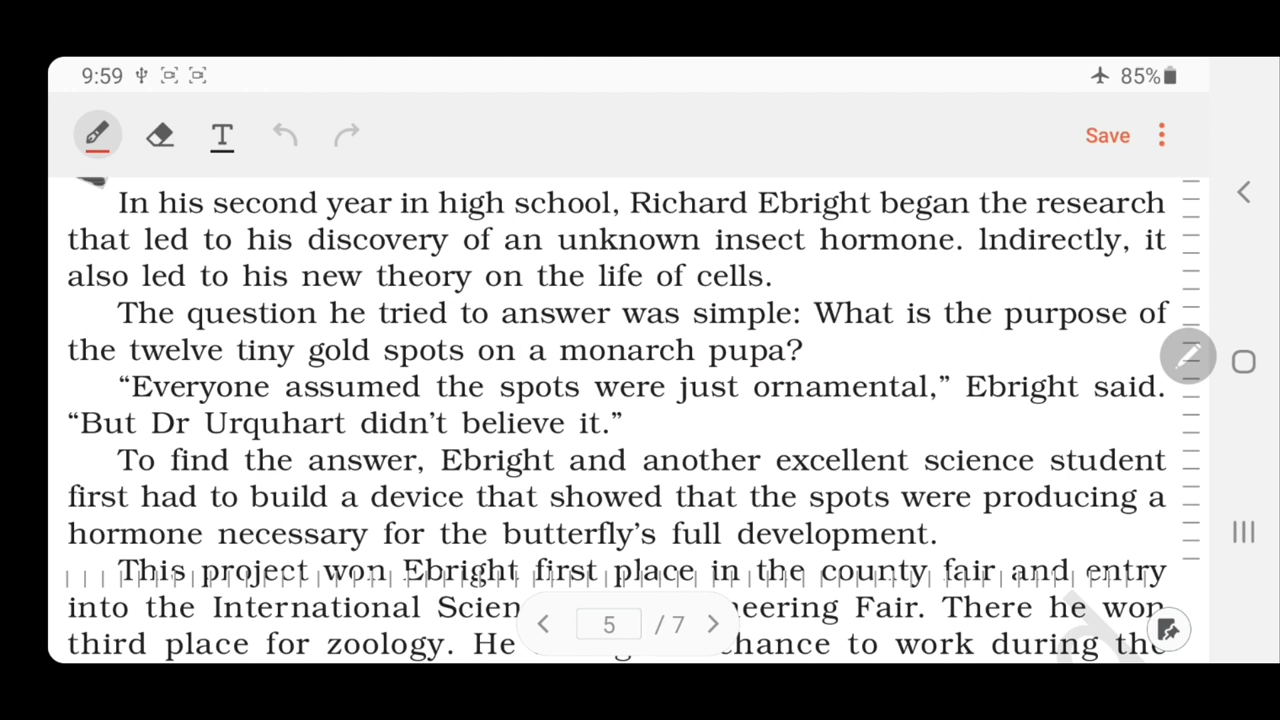 9:59
85%
Save
In his second year in high school, Richard Ebright began the research
that led to his discovery of an unknown insect hormone. lndirectly, it
also led to his new theory on the life of cells.
The question he tried to answer was simple: What is the purpose of
the twelve tiny gold spots on a monarch pupa?
“Everyone assumed the spots were just ornamental,” Ebright said.
“But Dr Urquhart didn’t believe it.”
To find the answer, Ebright and another excellent science student
first had to build a device that showed that the spots were producing a
hormone necessary for the butterfly’s full development.
This project won Ebright first place in the county fair and entry
into the International Scien neering Fair. There he won
third place for zoology. He chance to work during the
5 / 7